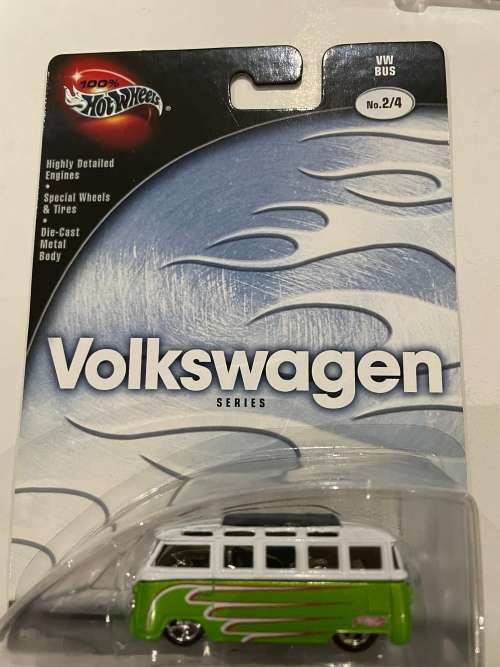 100%
Hot Wheels®
VW
BUS
No.2/4
Highly Detailed
Engines
•
Special Wheels
& Tires
•
Die-Cast
Metal
Body
Volkswagen
SERIES